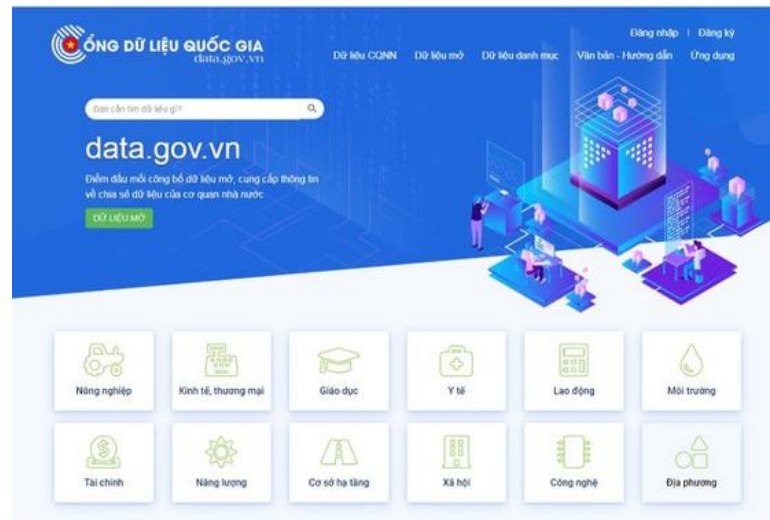 Đăng nhập | Đăng ký
CỔNG DỮ LIỆU QUỐC GIA
data.gov.vn
Dữ liệu CQNN Dữ liệu mở Dữ liệu danh mục Văn bản - Hướng dẫn Ứng dụng
Bạn cần tìm dữ liệu gì?
data.gov.vn
Điểm đầu mối công bố dữ liệu mở, cung cấp thông tin
về chia sẻ dữ liệu của cơ quan nhà nước
DỮ LIỆU MỞ
Nông nghiệp Kinh tế, thương mại Giáo dục Y tế Lao động Môi trường
Tài chính Năng lượng Cơ sở hạ tầng Xã hội Công nghệ Địa phương